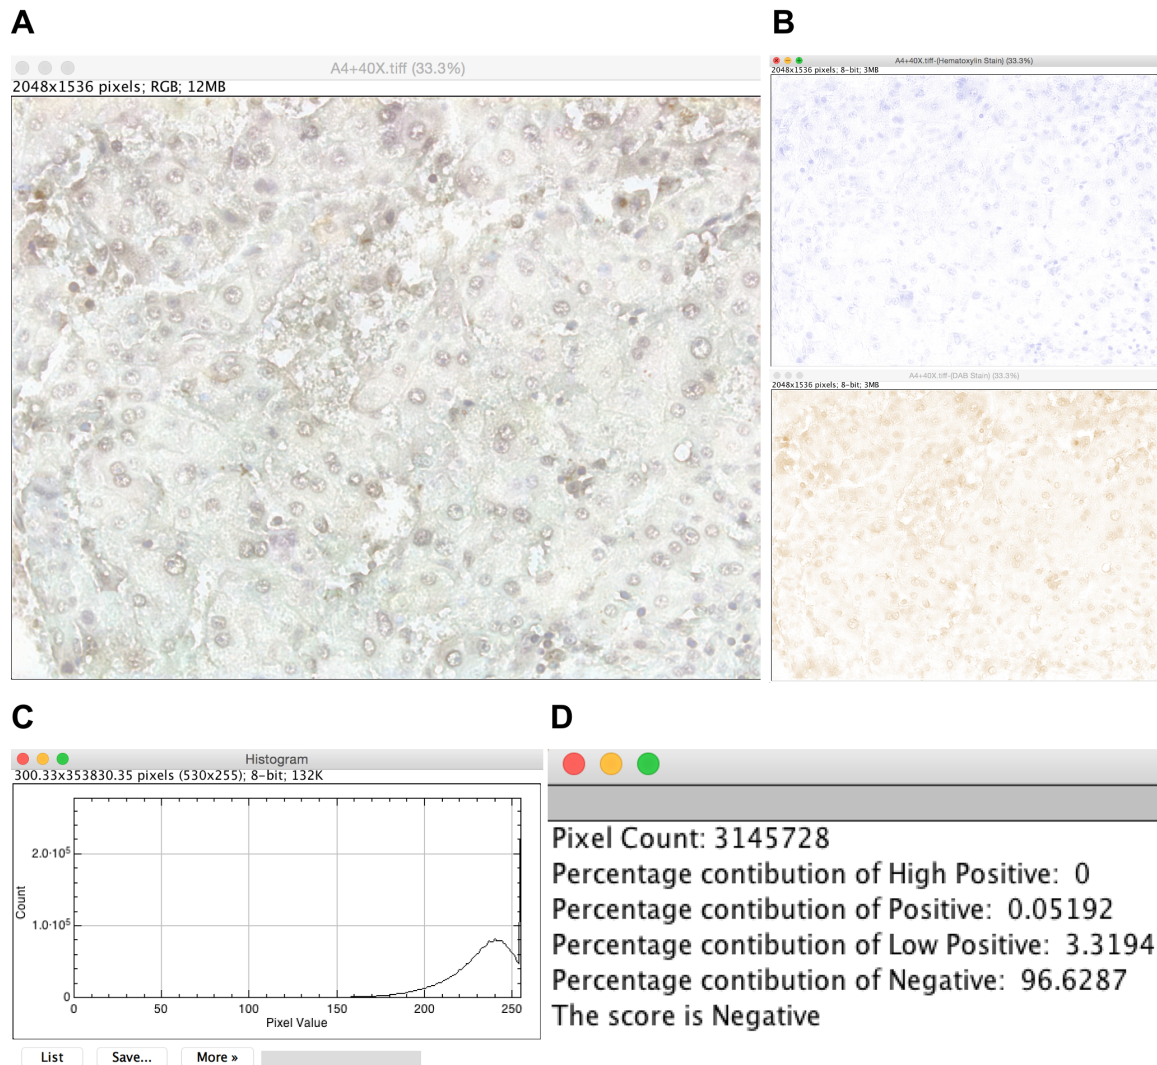 A
B
A4+40X.tiff (33.3%)
2048x1536 pixels; RGB; 12MB
A4+40X.tiff-(Hematoxylin Stain) (33.3%)
2048x1536 pixels; 8-bit; 3MB
A4+40X.tiff-(DAB Stain) (33.3%)
2048x1536 pixels; 8-bit; 3MB
C
D
Histogram
300.33x353830.35 pixels (530x255); 8-bit; 132K
2.0·10⁵
1.0·10⁵
0
Count
0 50 100 150 200 250
Pixel Value
List Save... More »
Pixel Count: 3145728
Percentage contibution of High Positive: 0
Percentage contibution of Positive: 0.05192
Percentage contibution of Low Positive: 3.3194
Percentage contibution of Negative: 96.6287
The score is Negative